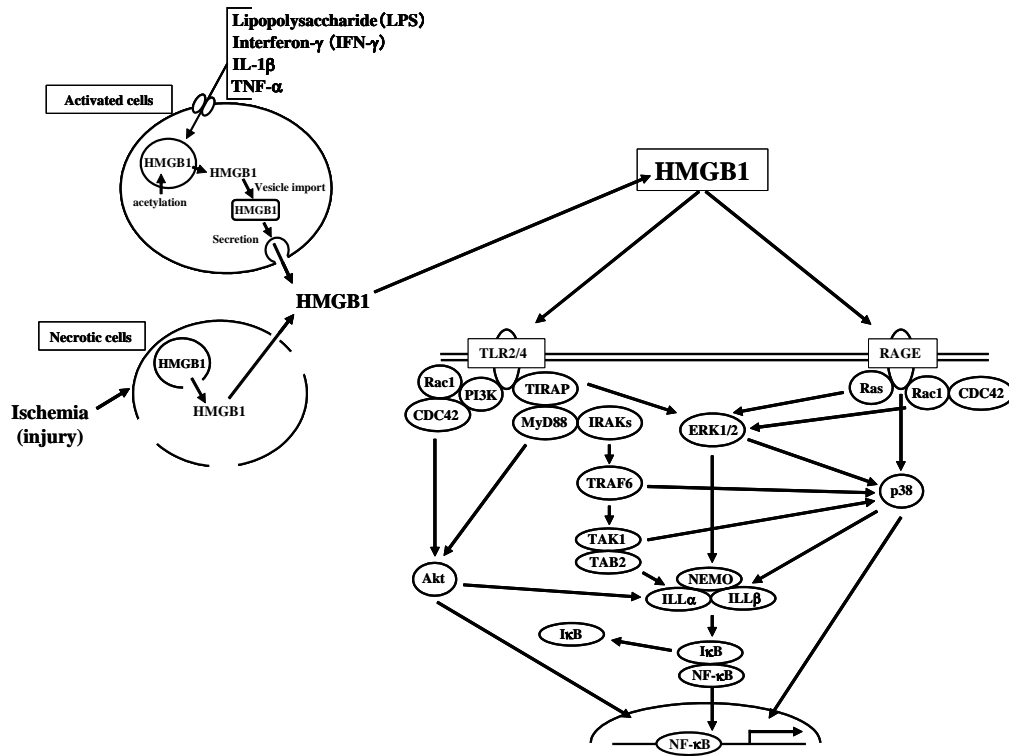 Lipopolysaccharide (LPS)
Interferon-γ (IFN-γ)
IL-1β
TNF-α
Activated cells
HMGB1
HMGB1
acetylation
Vesicle import
HMGB1
Secretion
HMGB1
HMGB1
Necrotic cells
HMGB1
HMGB1
Ischemia
(injury)
TLR2/4
RAGE
Rac1
PI3K
TIRAP
CDC42
MyD88
IRAKs
ERK1/2
Ras
Rac1
CDC42
TRAF6
p38
TAK1
TAB2
Akt
NEMO
ILLα
ILLβ
IκB
IκB
NF-κB
NF-κB